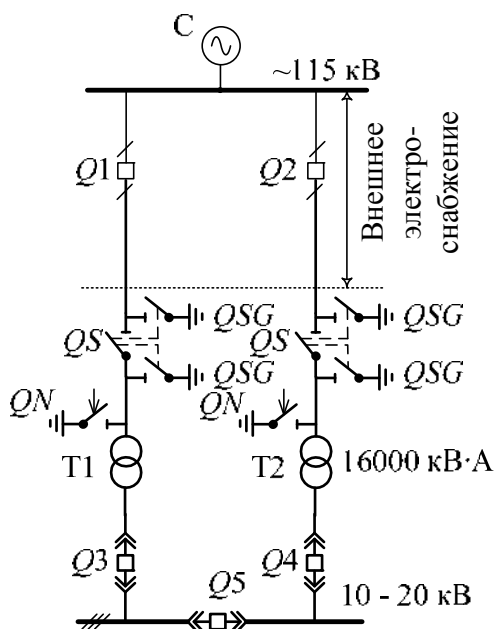 С
~115 кВ
Q1
Q2
Внешнее
электро-
снабжение
QSG
QSG
QS
QS
QSG
QSG
QN
QN
T1
T2
16000 кВ·А
Q3
Q4
Q5
10 - 20 кВ